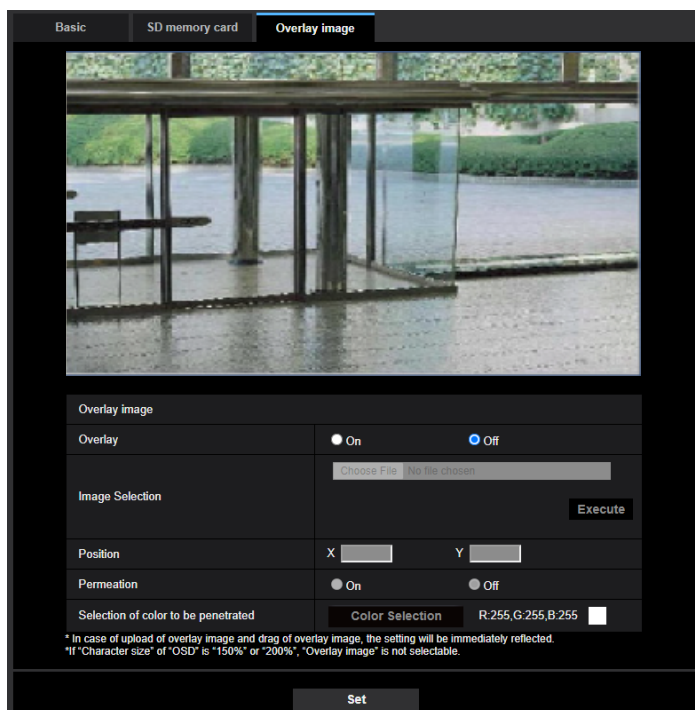 Basic SD memory card Overlay image
Overlay image
Overlay On Off
Image Selection Choose File No file chosen
Execute
Position X Y
Permeation On Off
Selection of color to be penetrated Color Selection R:255,G:255,B:255
* In case of upload of overlay image and drag of overlay image, the setting will be immediately reflected.
*If "Character size" of "OSD" is "150%" or "200%", "Overlay image" is not selectable.
Set